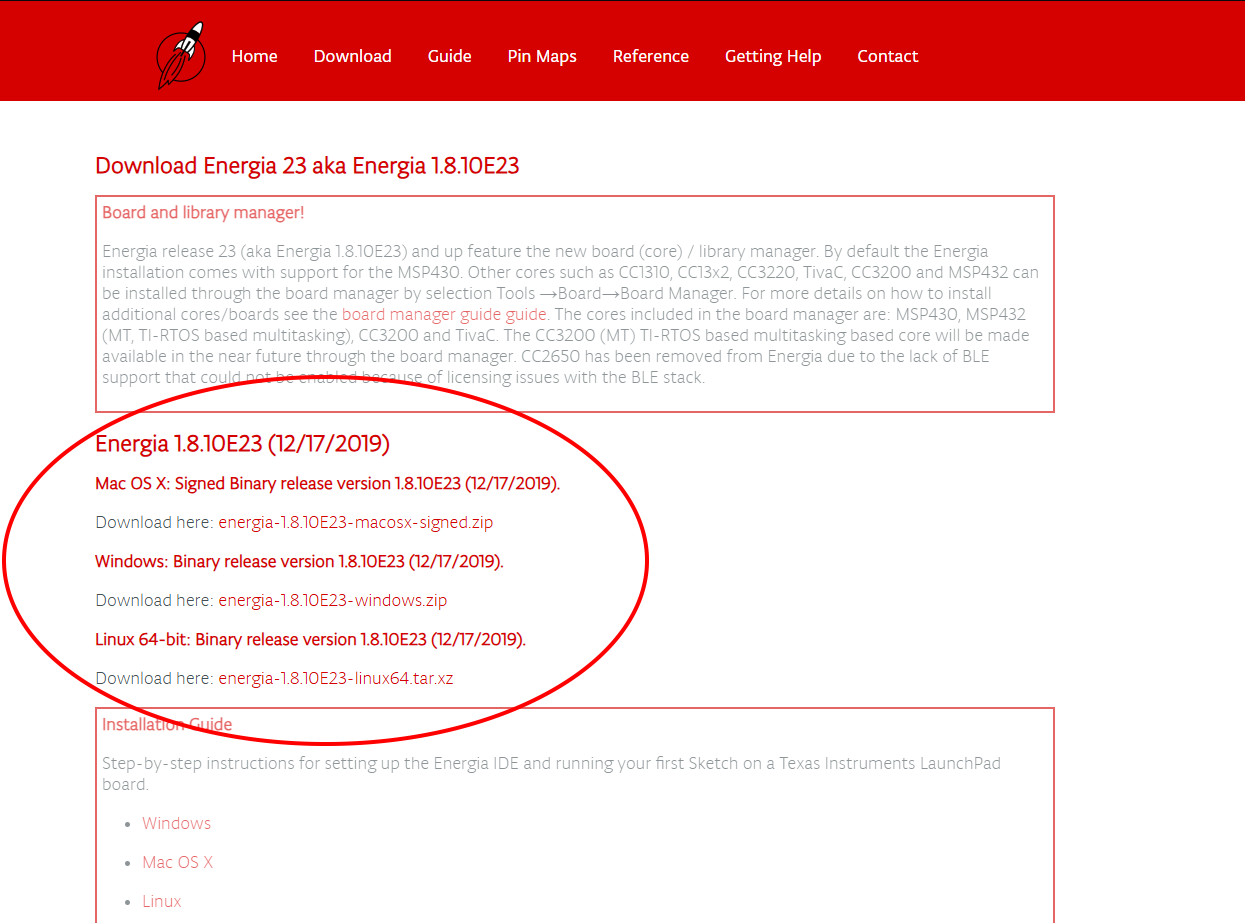 Home Download Guide Pin Maps Reference Getting Help Contact
Download Energia 23 aka Energia 1.8.10E23
Board and library manager!
Energia release 23 (aka Energia 1.8.10E23) and up feature the new board (core) / library manager. By default the Energia
installation comes with support for the MSP430. Other cores such as CC1310, CC13x2, CC3220, TivaC, CC3200 and MSP432 can
be installed through the board manager by selection Tools →Board→Board Manager. For more details on how to install
additional cores/boards see the board manager guide guide. The cores included in the board manager are: MSP430, MSP432
(MT, TI-RTOS based multitasking), CC3200 and TivaC. The CC3200 (MT) TI-RTOS based multitasking based core will be made
available in the near future through the board manager. CC2650 has been removed from Energia due to the lack of BLE
support that could not be enabled because of licensing issues with the BLE stack.
Energia 1.8.10E23 (12/17/2019)
Mac OS X: Signed Binary release version 1.8.10E23 (12/17/2019).
Download here: energia-1.8.10E23-macosx-signed.zip
Windows: Binary release version 1.8.10E23 (12/17/2019).
Download here: energia-1.8.10E23-windows.zip
Linux 64-bit: Binary release version 1.8.10E23 (12/17/2019).
Download here: energia-1.8.10E23-linux64.tar.xz
Installation Guide
Step-by-step instructions for setting up the Energia IDE and running your first Sketch on a Texas Instruments LaunchPad
board.
• Windows
• Mac OS X
• Linux